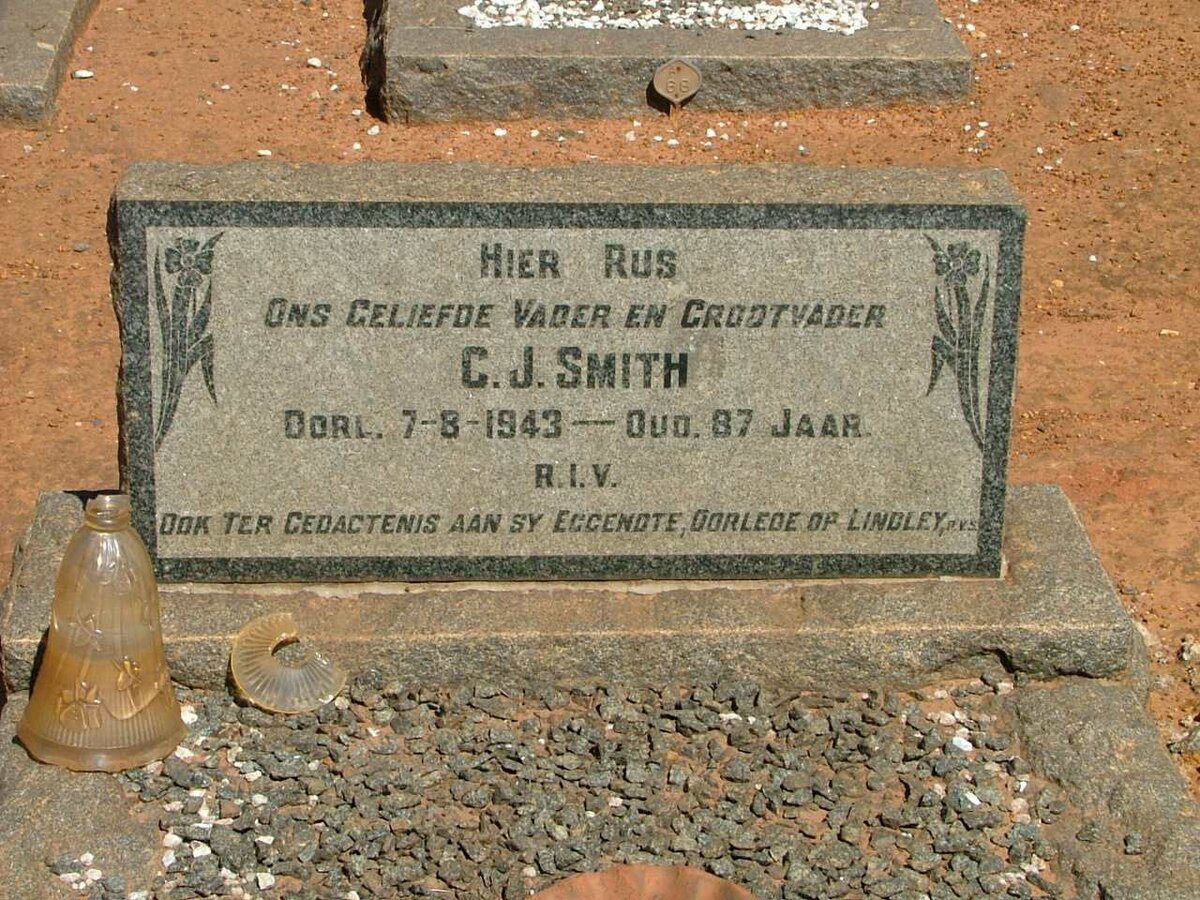 HIER RUS
ONS GELIEFDE VADER EN GROOTVADER
G.J. SMITH
OORL. 7-8-1943 — OUD. 87 JAAR.
R.I.V.
OOK TER GEDACTENIS AAN SY EGGENOTE, OORLEDE OP LINDLEY, O.V.S.